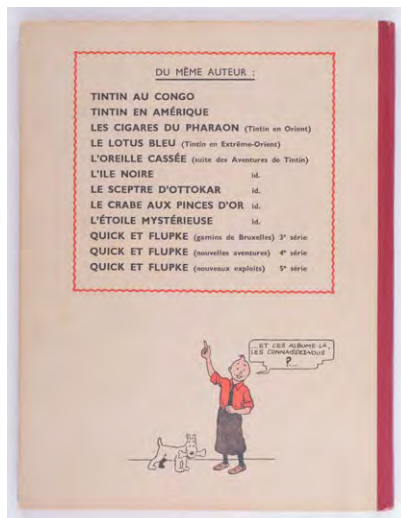 DU MÊME AUTEUR :
TINTIN AU CONGO
TINTIN EN AMÉRIQUE
LES CIGARES DU PHARAON (Tintin en Orient)
LE LOTUS BLEU (Tintin en Extrême-Orient)
L'OREILLE CASSÉE (suite des Aventures de Tintin)
L'ILE NOIRE id.
LE SCEPTRE D'OTTOKAR id.
LE CRABE AUX PINCES D'OR id.
L'ÉTOILE MYSTÉRIEUSE id.
QUICK ET FLUPKE (gamins de Bruxelles) 3e série
QUICK ET FLUPKE (nouvelles aventures) 4e série
QUICK ET FLUPKE (nouveaux exploits) 5e série
...ET CES ALBUMS-LÀ,
LES CONNAISSEZ-VOUS
?...